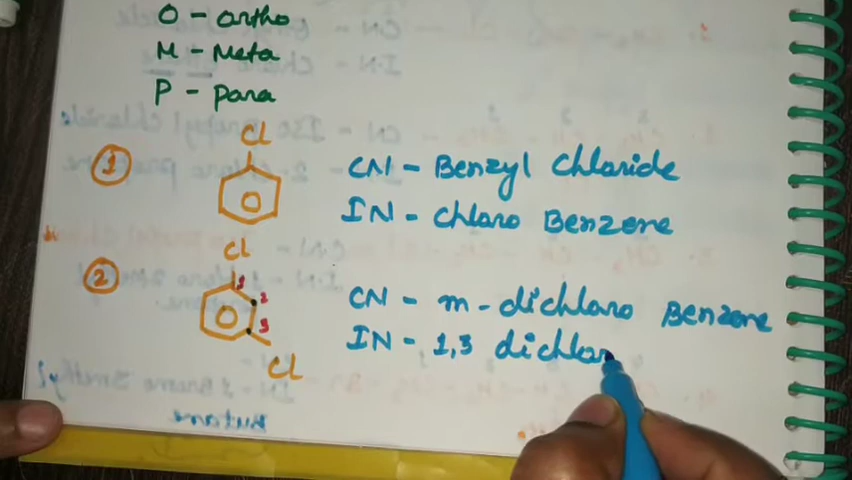 O - ortho
M - Meta
P - para
Cl
1 CN - Benzyl Chloride
IN - chloro Benzene
Cl
2 1 2 3 CN - m-dichloro Benzene
IN - 1,3 dichlor
Cl